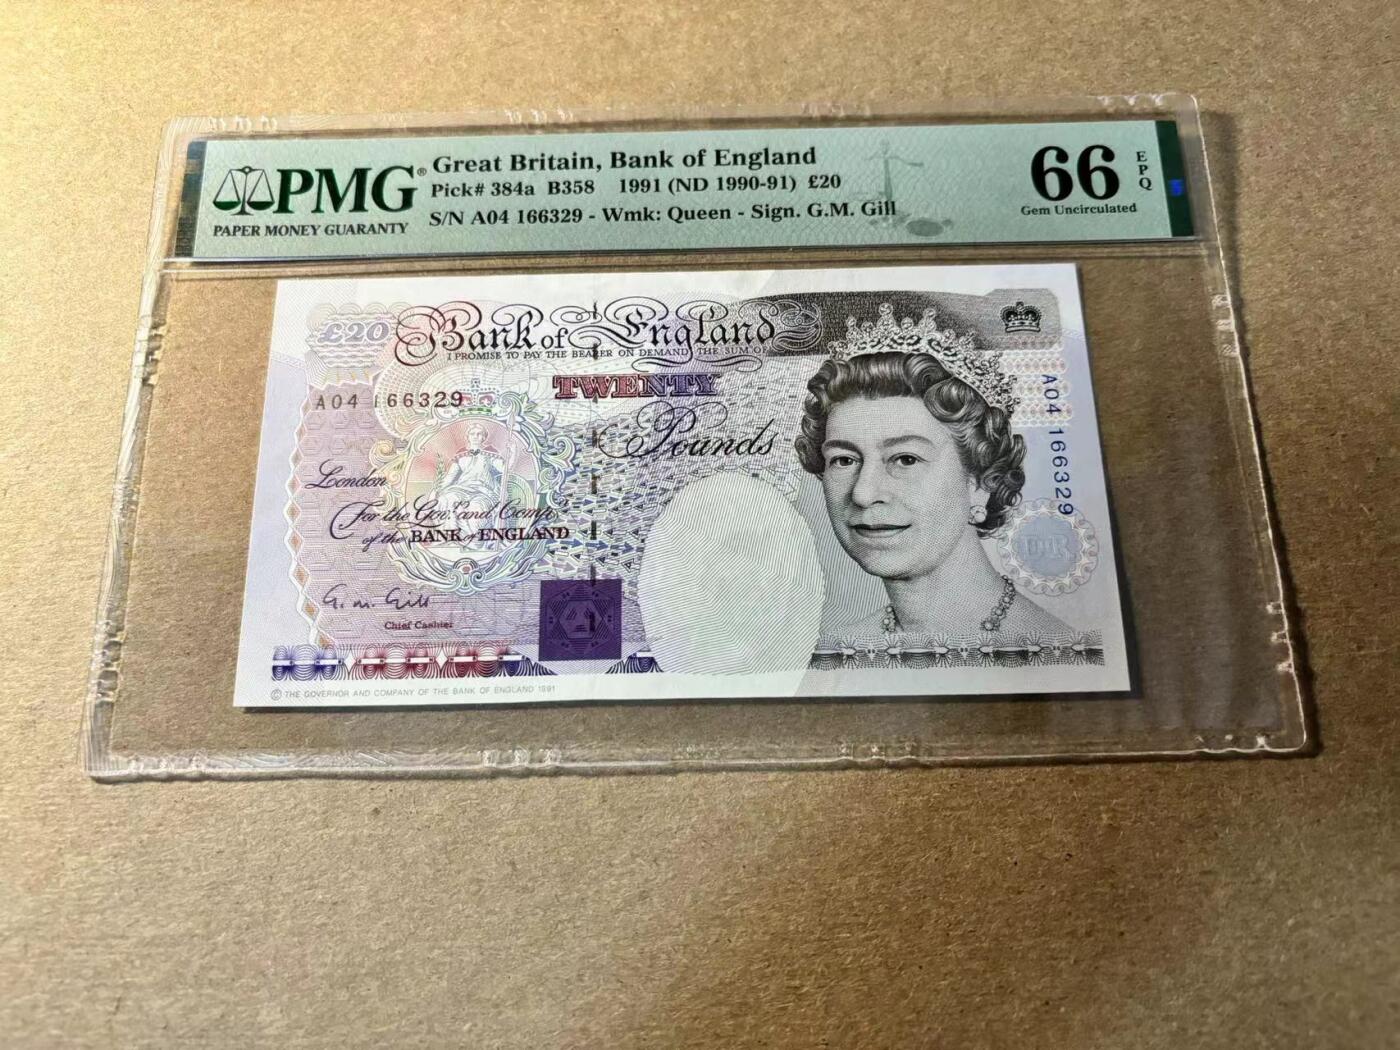 PMG®
PAPER MONEY GUARANTY
Great Britain, Bank of England
Pick# 384a B358 1991 (ND 1990-91) £20
S/N A04 166329 - Wmk: Queen - Sign. G.M. Gill
66
EPQ
Gem Uncirculated
£20
Bank of England
I PROMISE TO PAY THE BEARER ON DEMAND THE SUM OF
TWENTY
Pounds
A04 166329
A04 166329
London
For the Govr. and Compa.
of the BANK of ENGLAND
G. M. Gill
Chief Cashier
© THE GOVERNOR AND COMPANY OF THE BANK OF ENGLAND 1991